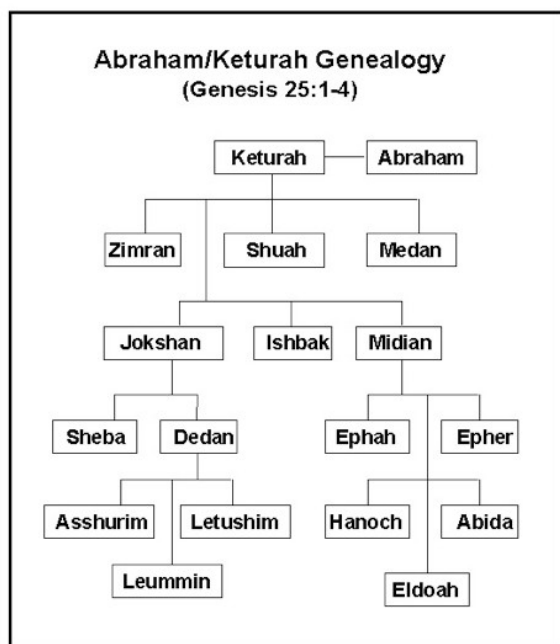 Abraham/Keturah Genealogy
(Genesis 25:1-4)
Keturah Abraham
Zimran Shuah Medan
Jokshan Ishbak Midian
Sheba Dedan Ephah Epher
Asshurim Letushim Hanoch Abida
Leummin Eldoah